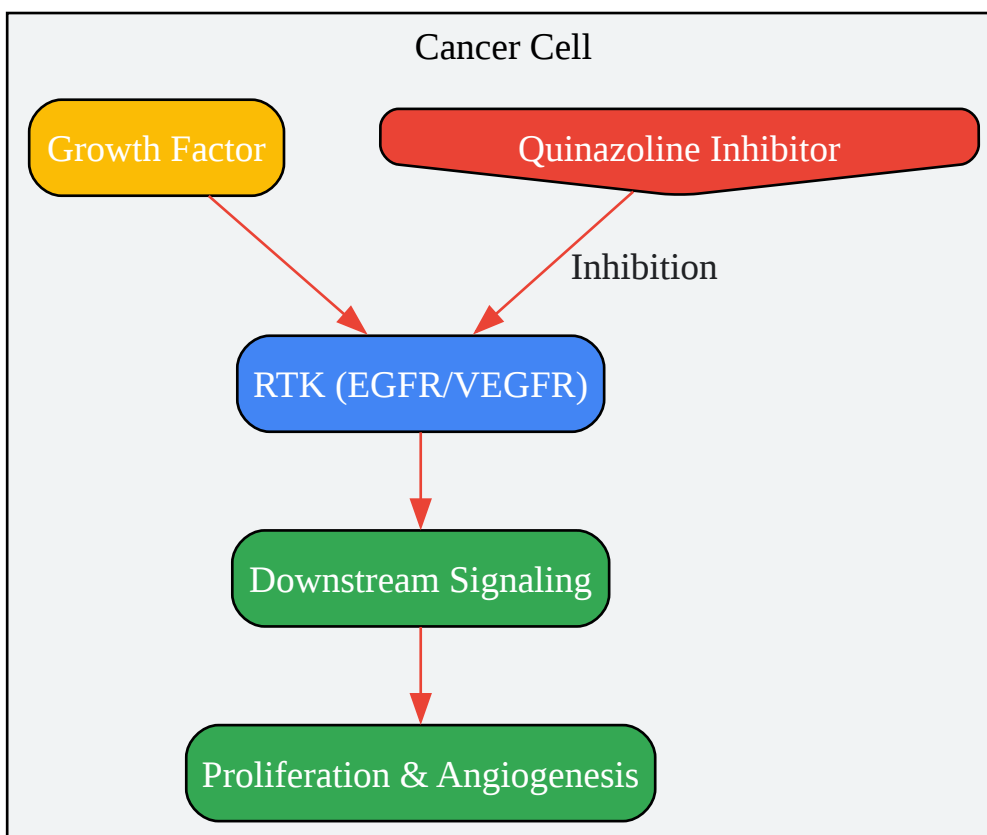 Cancer Cell
Growth Factor
Quinazoline Inhibitor
Inhibition
RTK (EGFR/VEGFR)
Downstream Signaling
Proliferation & Angiogenesis